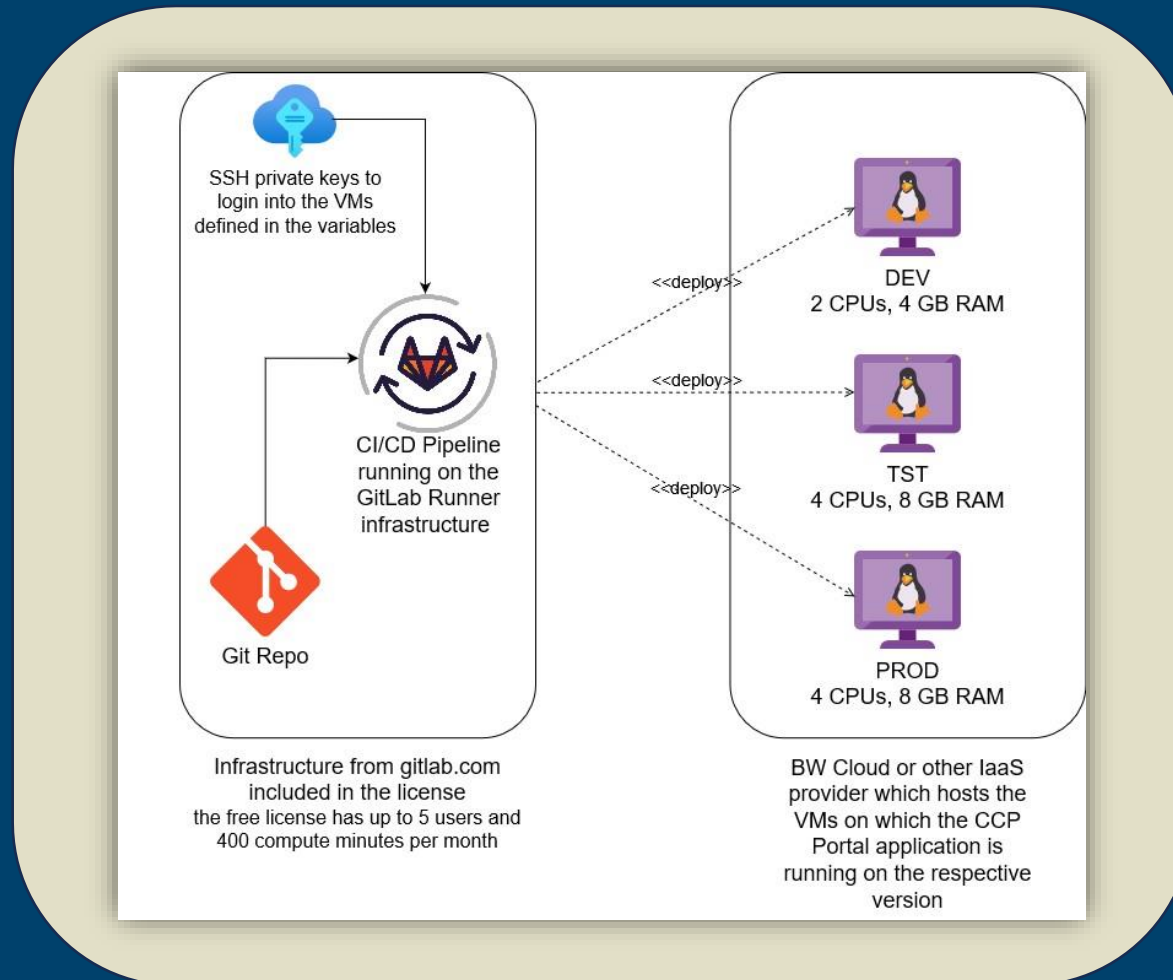 SSH private keys to
login into the VMs
defined in the variables
CI/CD Pipeline
running on the
GitLab Runner
infrastructure
Git Repo
Infrastructure from gitlab.com
included in the license
the free license has up to 5 users and
400 compute minutes per month
<<deploy>>
<<deploy>>
<<deploy>>
DEV
2 CPUs, 4 GB RAM
TST
4 CPUs, 8 GB RAM
PROD
4 CPUs, 8 GB RAM
BW Cloud or other IaaS
provider which hosts the
VMs on which the CCP
Portal application is
running on the respective
version